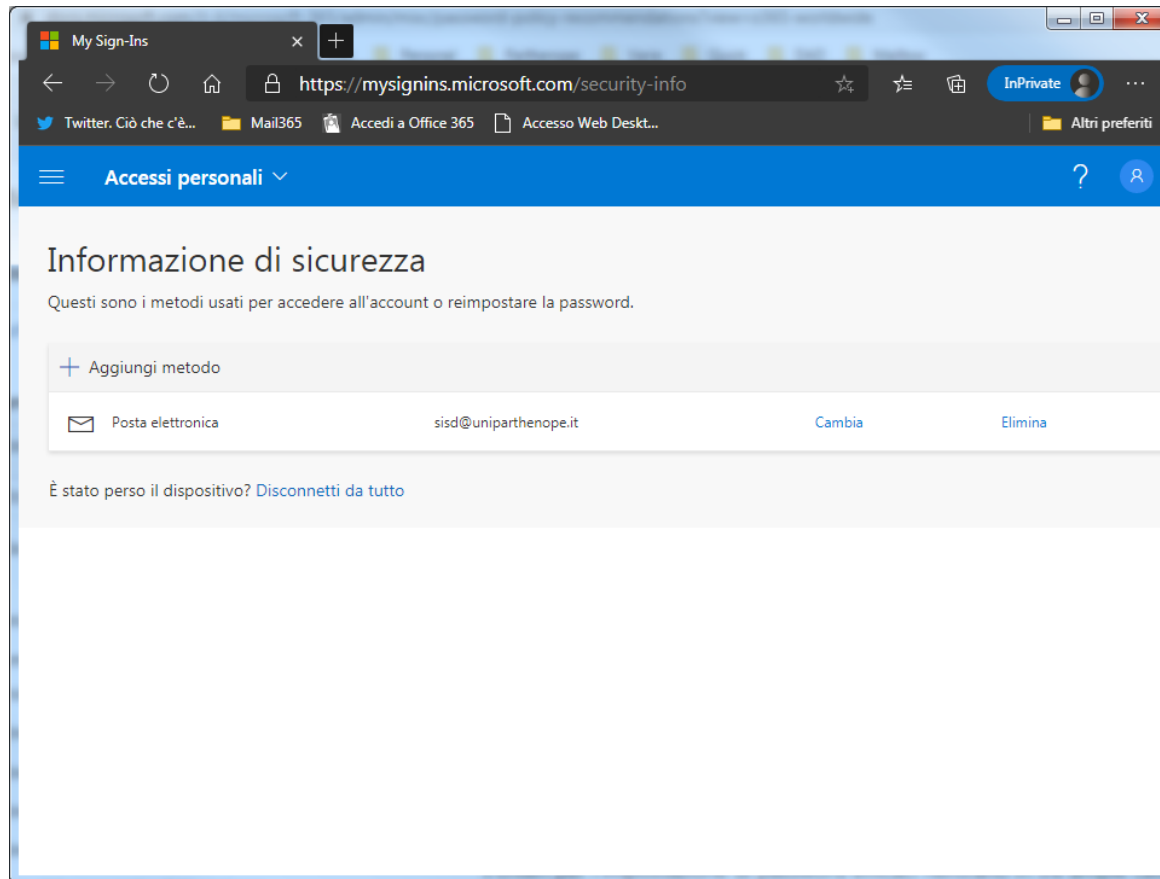 My Sign-Ins
https://mysignins.microsoft.com/security-info
InPrivate
Twitter. Ciò che c'è...
Mail365
Accedi a Office 365
Accesso Web Deskt...
Altri preferiti
Accessi personali
?
Informazione di sicurezza
Questi sono i metodi usati per accedere all'account o reimpostare la password.
Aggiungi metodo
Posta elettronica sisd@uniparthenope.it Cambia Elimina
È stato perso il dispositivo? Disconnetti da tutto